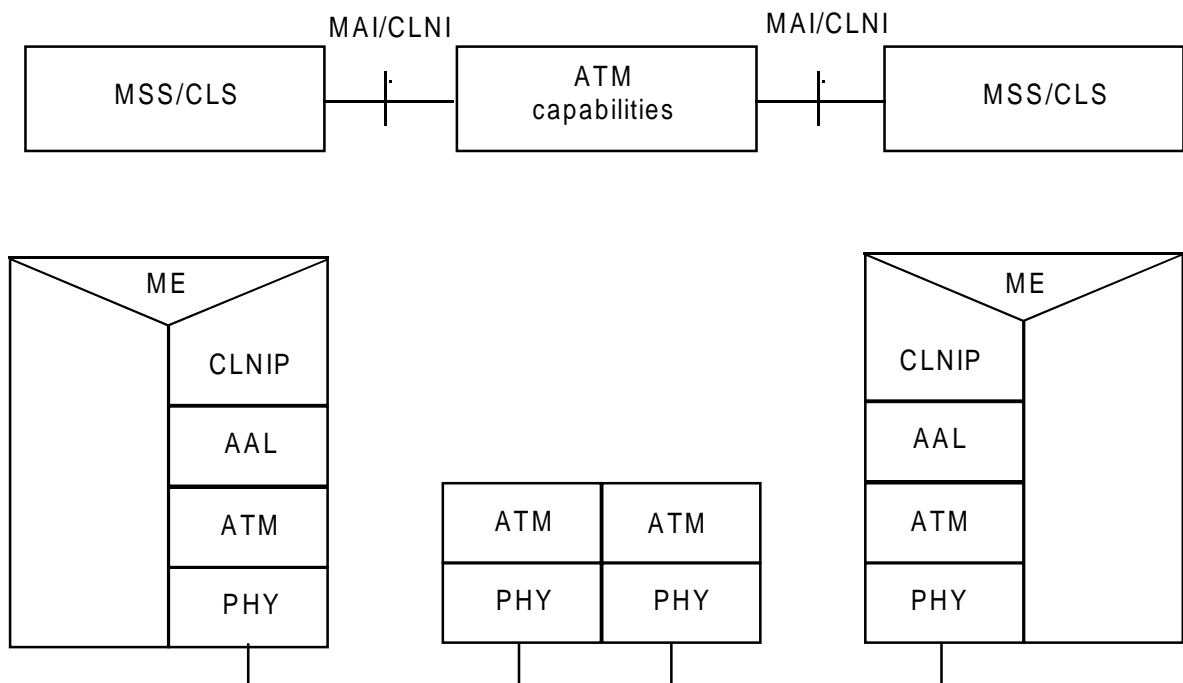 MAI/CLNI
MAI/CLNI
MSS/CLS
ATM
capabilities
MSS/CLS
ME
CLNIP
AAL
ATM
PHY
ATM
ATM
PHY
PHY
ME
CLNIP
AAL
ATM
PHY